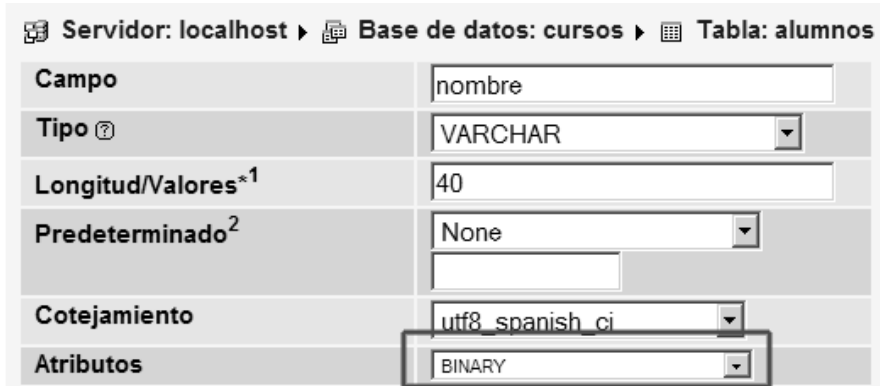 Servidor: localhost ▸ Base de datos: cursos ▸ Tabla: alumnos
Campo nombre
Tipo VARCHAR
Longitud/Valores*1 40
Predeterminado2 None
Cotejamiento utf8_spanish_ci
Atributos BINARY